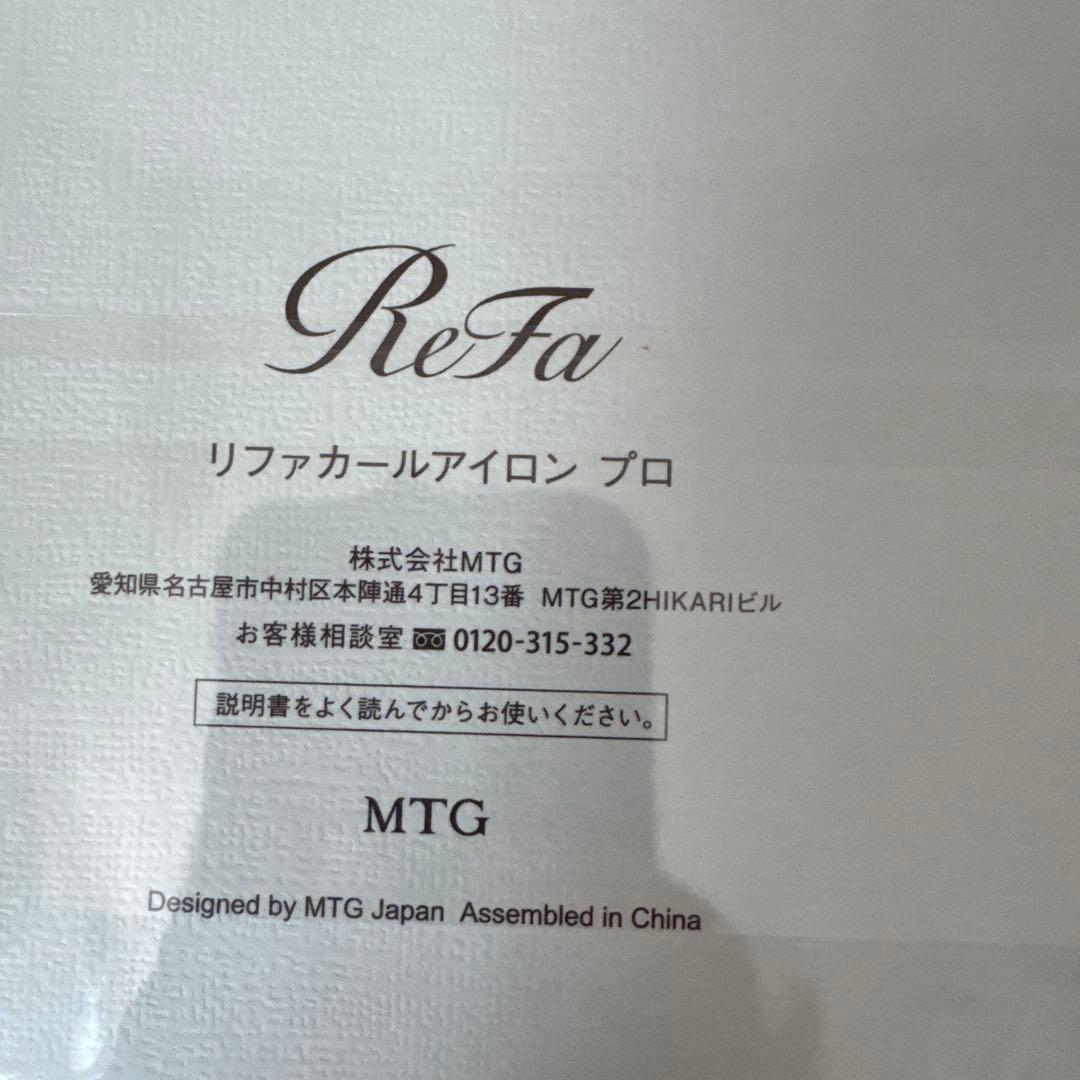 ReFa
リファカールアイロン プロ
株式会社MTG
愛知県名古屋市中村区本陣通4丁目13番 MTG第2HIKARIビル
お客様相談室 0120-315-332
説明書をよく読んでからお使いください。
MTG
Designed by MTG Japan Assembled in China